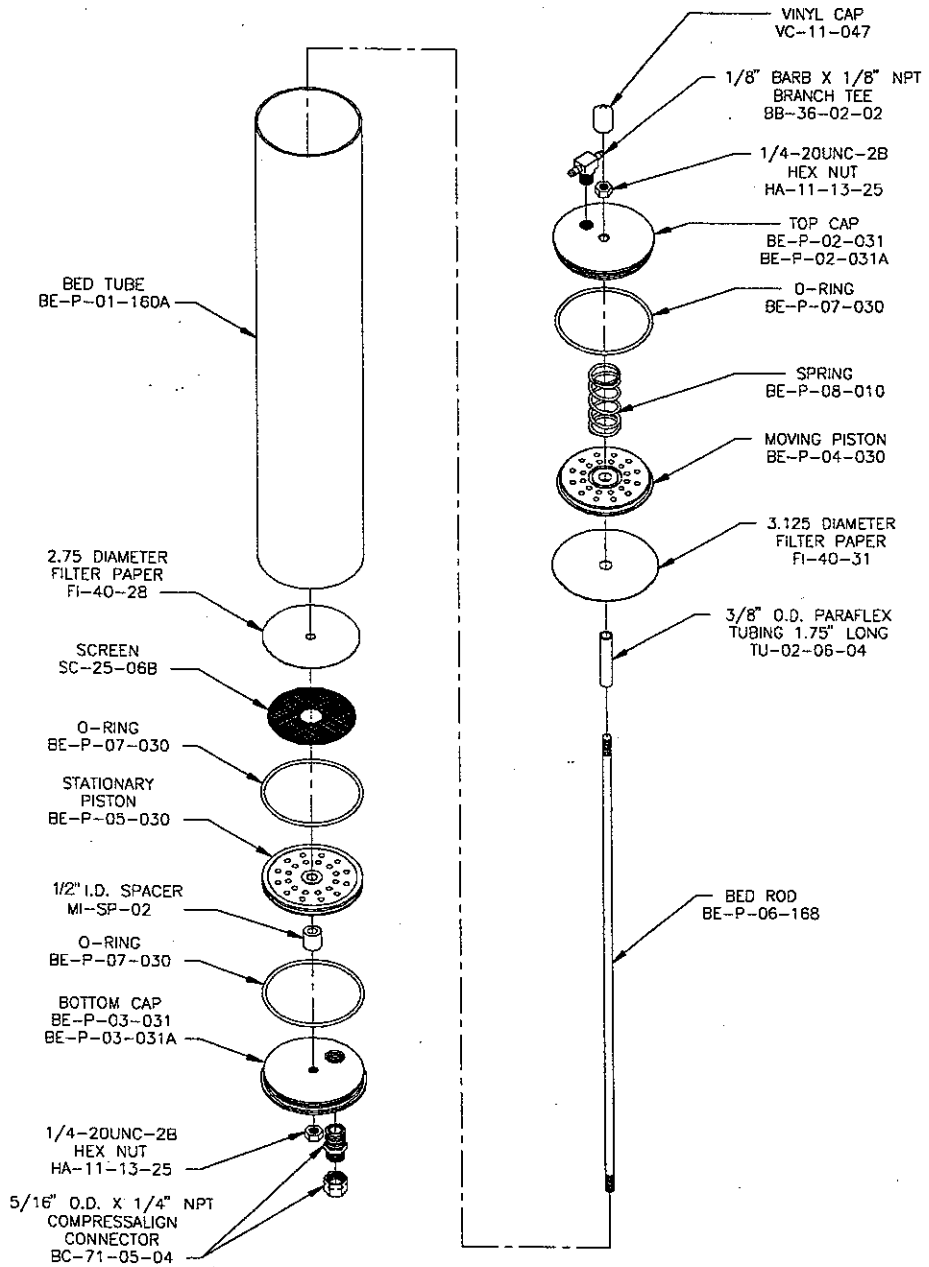 VINYL CAP
VC-11-047
1/8" BARB X 1/8" NPT
BRANCH TEE
BB-36-02-02
1/4-20UNC-2B
HEX NUT
HA-11-13-25
TOP CAP
BE-P-02-031
BE-P-02-031A
O-RING
BE-P-07-030
SPRING
BE-P-08-010
MOVING PISTON
BE-P-04-030
3.125 DIAMETER
FILTER PAPER
FI-40-31
3/8" O.D. PARAFLEX
TUBING 1.75" LONG
TU-02-06-04
BED ROD
BE-P-06-168
BED TUBE
BE-P-01-160A
2.75 DIAMETER
FILTER PAPER
FI-40-28
SCREEN
SC-25-06B
O-RING
BE-P-07-030
STATIONARY
PISTON
BE-P-05-030
1/2" I.D. SPACER
MI-SP-02
O-RING
BE-P-07-030
BOTTOM CAP
BE-P-03-031
BE-P-03-031A
1/4-20UNC-2B
HEX NUT
HA-11-13-25
5/16" O.D. X 1/4" NPT
COMPRESSALIGN
CONNECTOR
BC-71-05-04